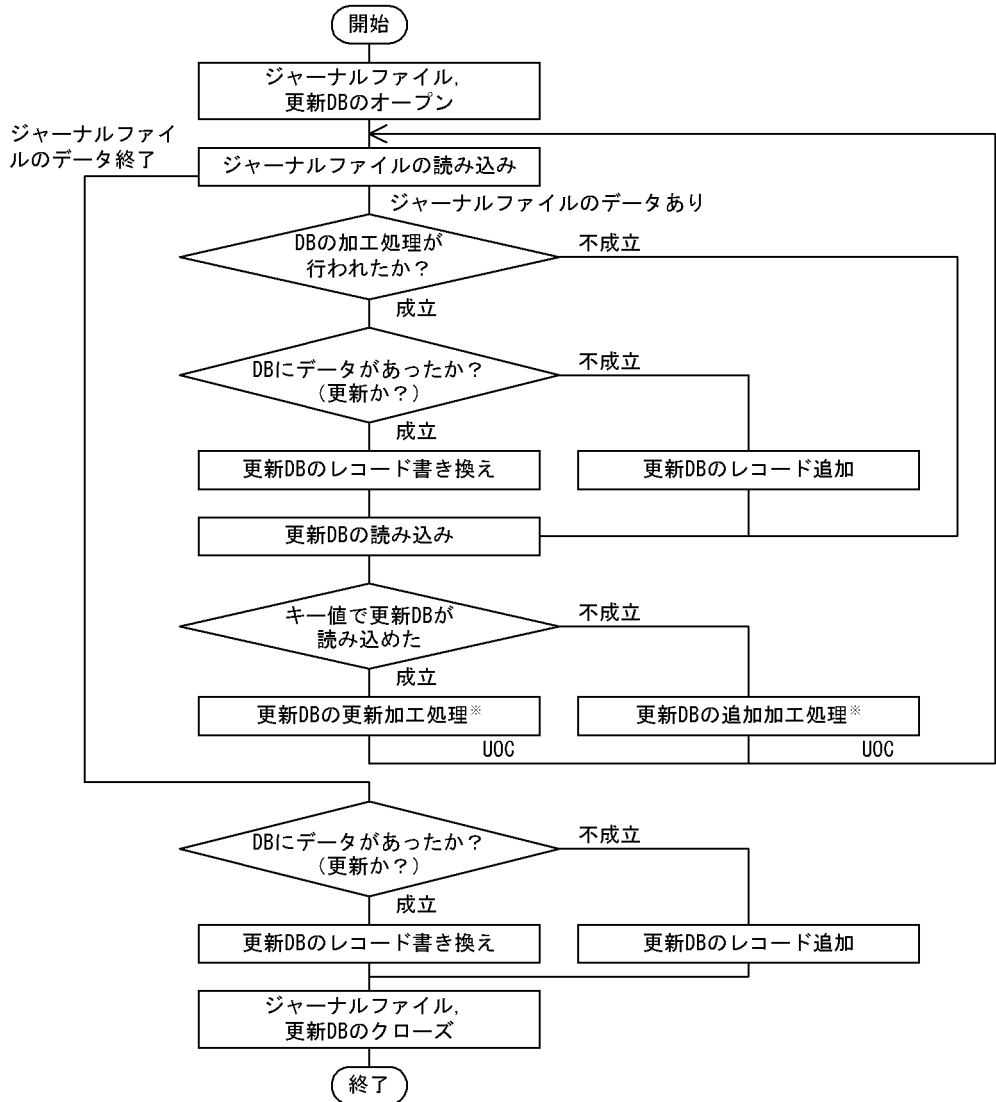 開始
ジャーナルファイル,
更新DBのオープン
ジャーナルファイ
ルのデータ終了
ジャーナルファイルの読み込み
ジャーナルファイルのデータあり
DBの加工処理が
行われたか？
不成立
成立
DBにデータがあったか？
（更新か？）
不成立
成立
更新DBのレコード書き換え
更新DBのレコード追加
更新DBの読み込み
キー値で更新DBが
読み込めた
不成立
成立
更新DBの更新加工処理※
更新DBの追加加工処理※
UOC
UOC
DBにデータがあったか？
（更新か？）
不成立
成立
更新DBのレコード書き換え
更新DBのレコード追加
ジャーナルファイル,
更新DBのクローズ
終了